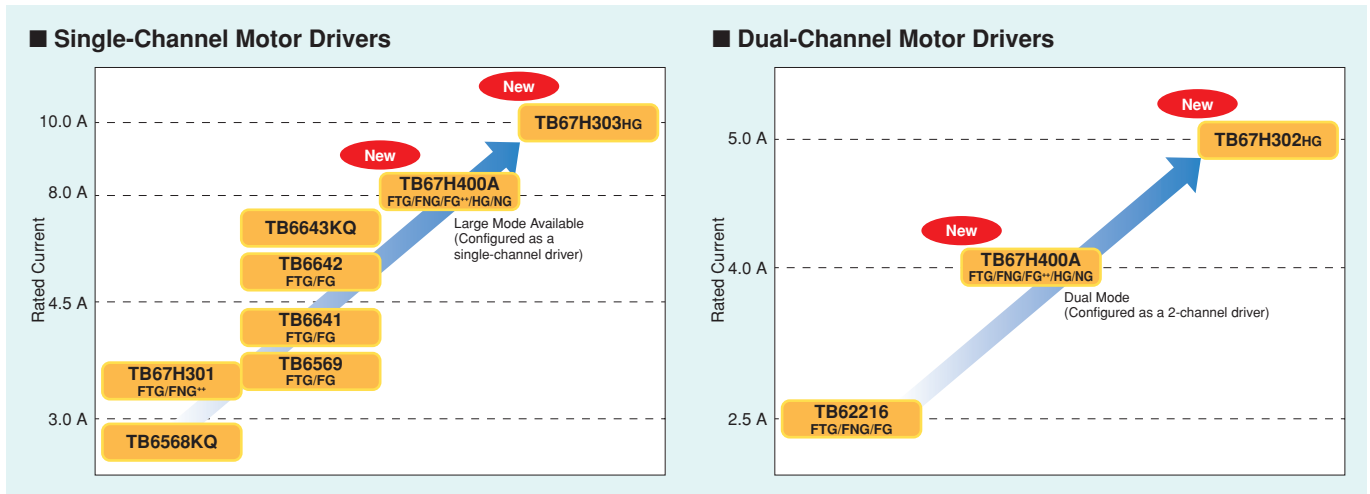 ■ Single-Channel Motor Drivers
Rated Current
10.0 A
8.0 A
4.5 A
3.0 A
New
TB67H303HG
New
TB67H400A
FTG/FNG/FG++/HG/NG
Large Mode Available
(Configured as a
single-channel driver)
TB6643KQ
TB6642
FTG/FG
TB6641
FTG/FG
TB6569
FTG/FG
TB67H301
FTG/FNG++
TB6568KQ
■ Dual-Channel Motor Drivers
Rated Current
5.0 A
4.0 A
2.5 A
New
TB67H302HG
New
TB67H400A
FTG/FNG/FG++/HG/NG
Dual Mode
(Configured as a 2-channel driver)
TB62216
FTG/FNG/FG